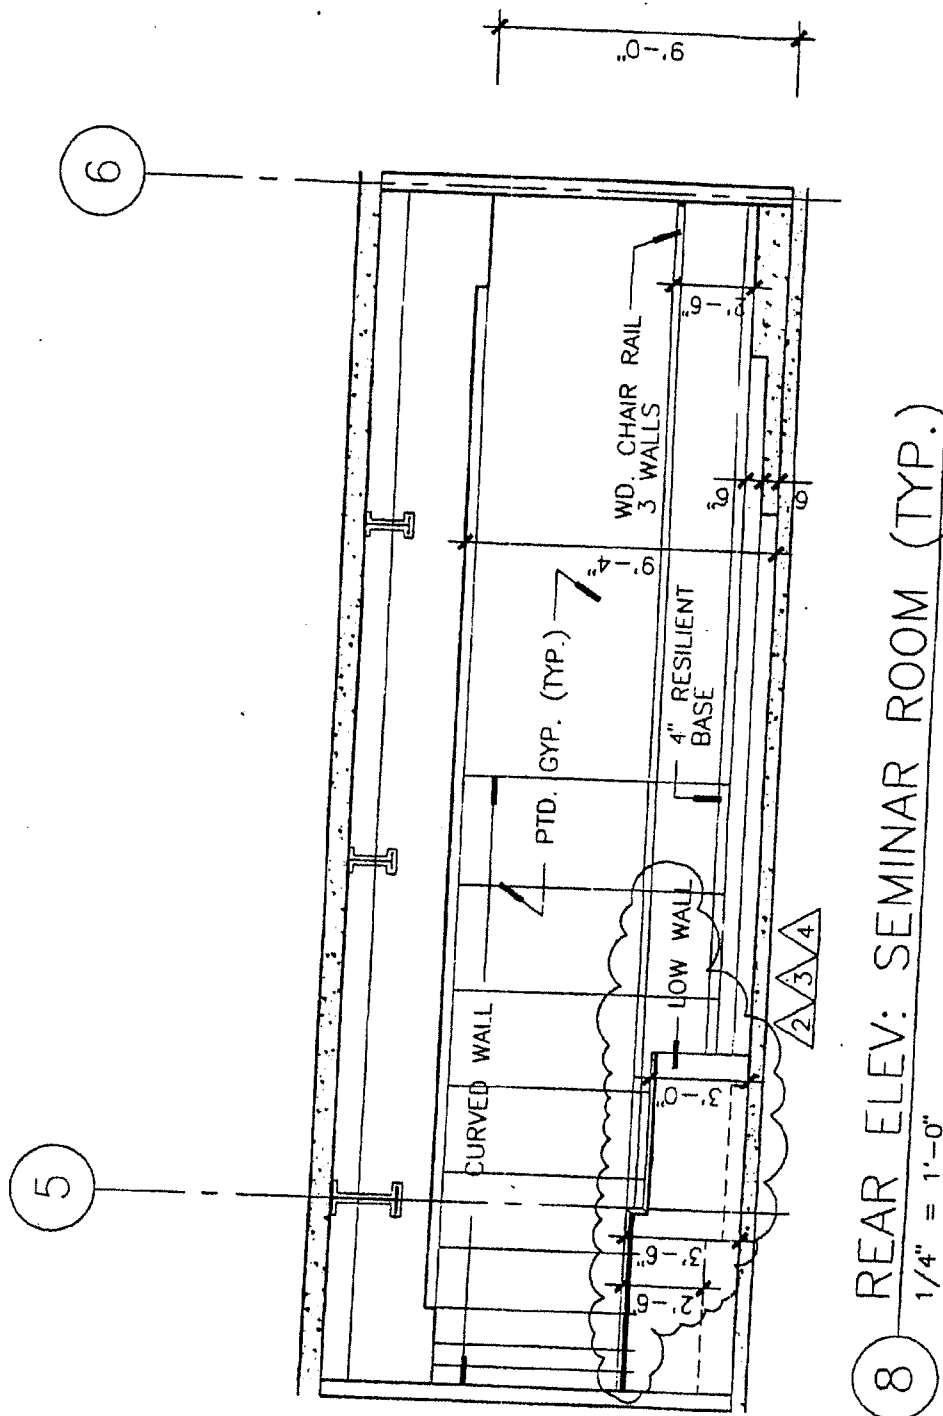 5
6
9'-0"
CURVED WALL
PTD. GYP. (TYP.)
WD. CHAIR RAIL
3 WALLS
9'-4"
4" RESILIENT
BASE
LOW WALL
3'-0"
3'-6"
2'-6"
6"
6
2 3 4
8
REAR ELEV: SEMINAR ROOM (TYP.)
1/4" = 1'-0"